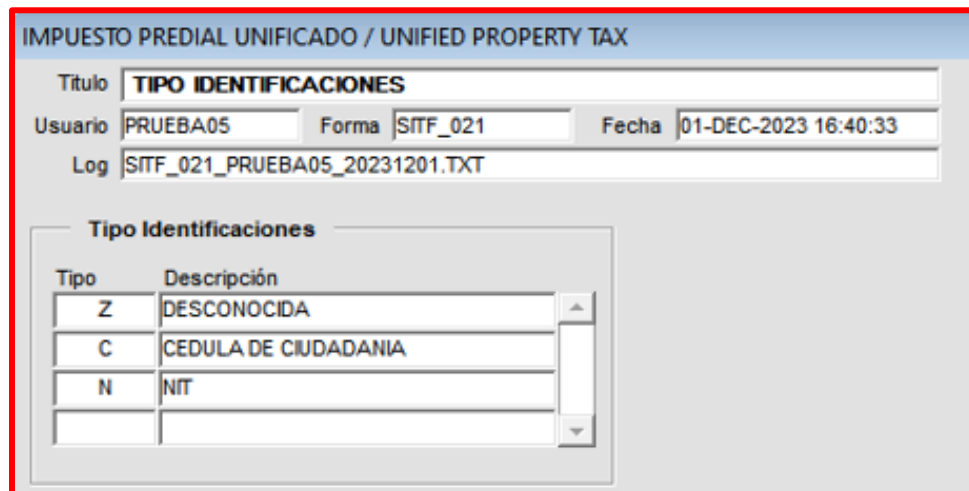 IMPUESTO PREDIAL UNIFICADO / UNIFIED PROPERTY TAX
Titulo TIPO IDENTIFICACIONES
Usuario PRUEBA05 Forma SITF_021 Fecha 01-DEC-2023 16:40:33
Log SITF_021_PRUEBA05_20231201.TXT
Tipo Identificaciones
Tipo Descripción
Z DESCONOCIDA
C CEDULA DE CIUDADANIA
N NIT